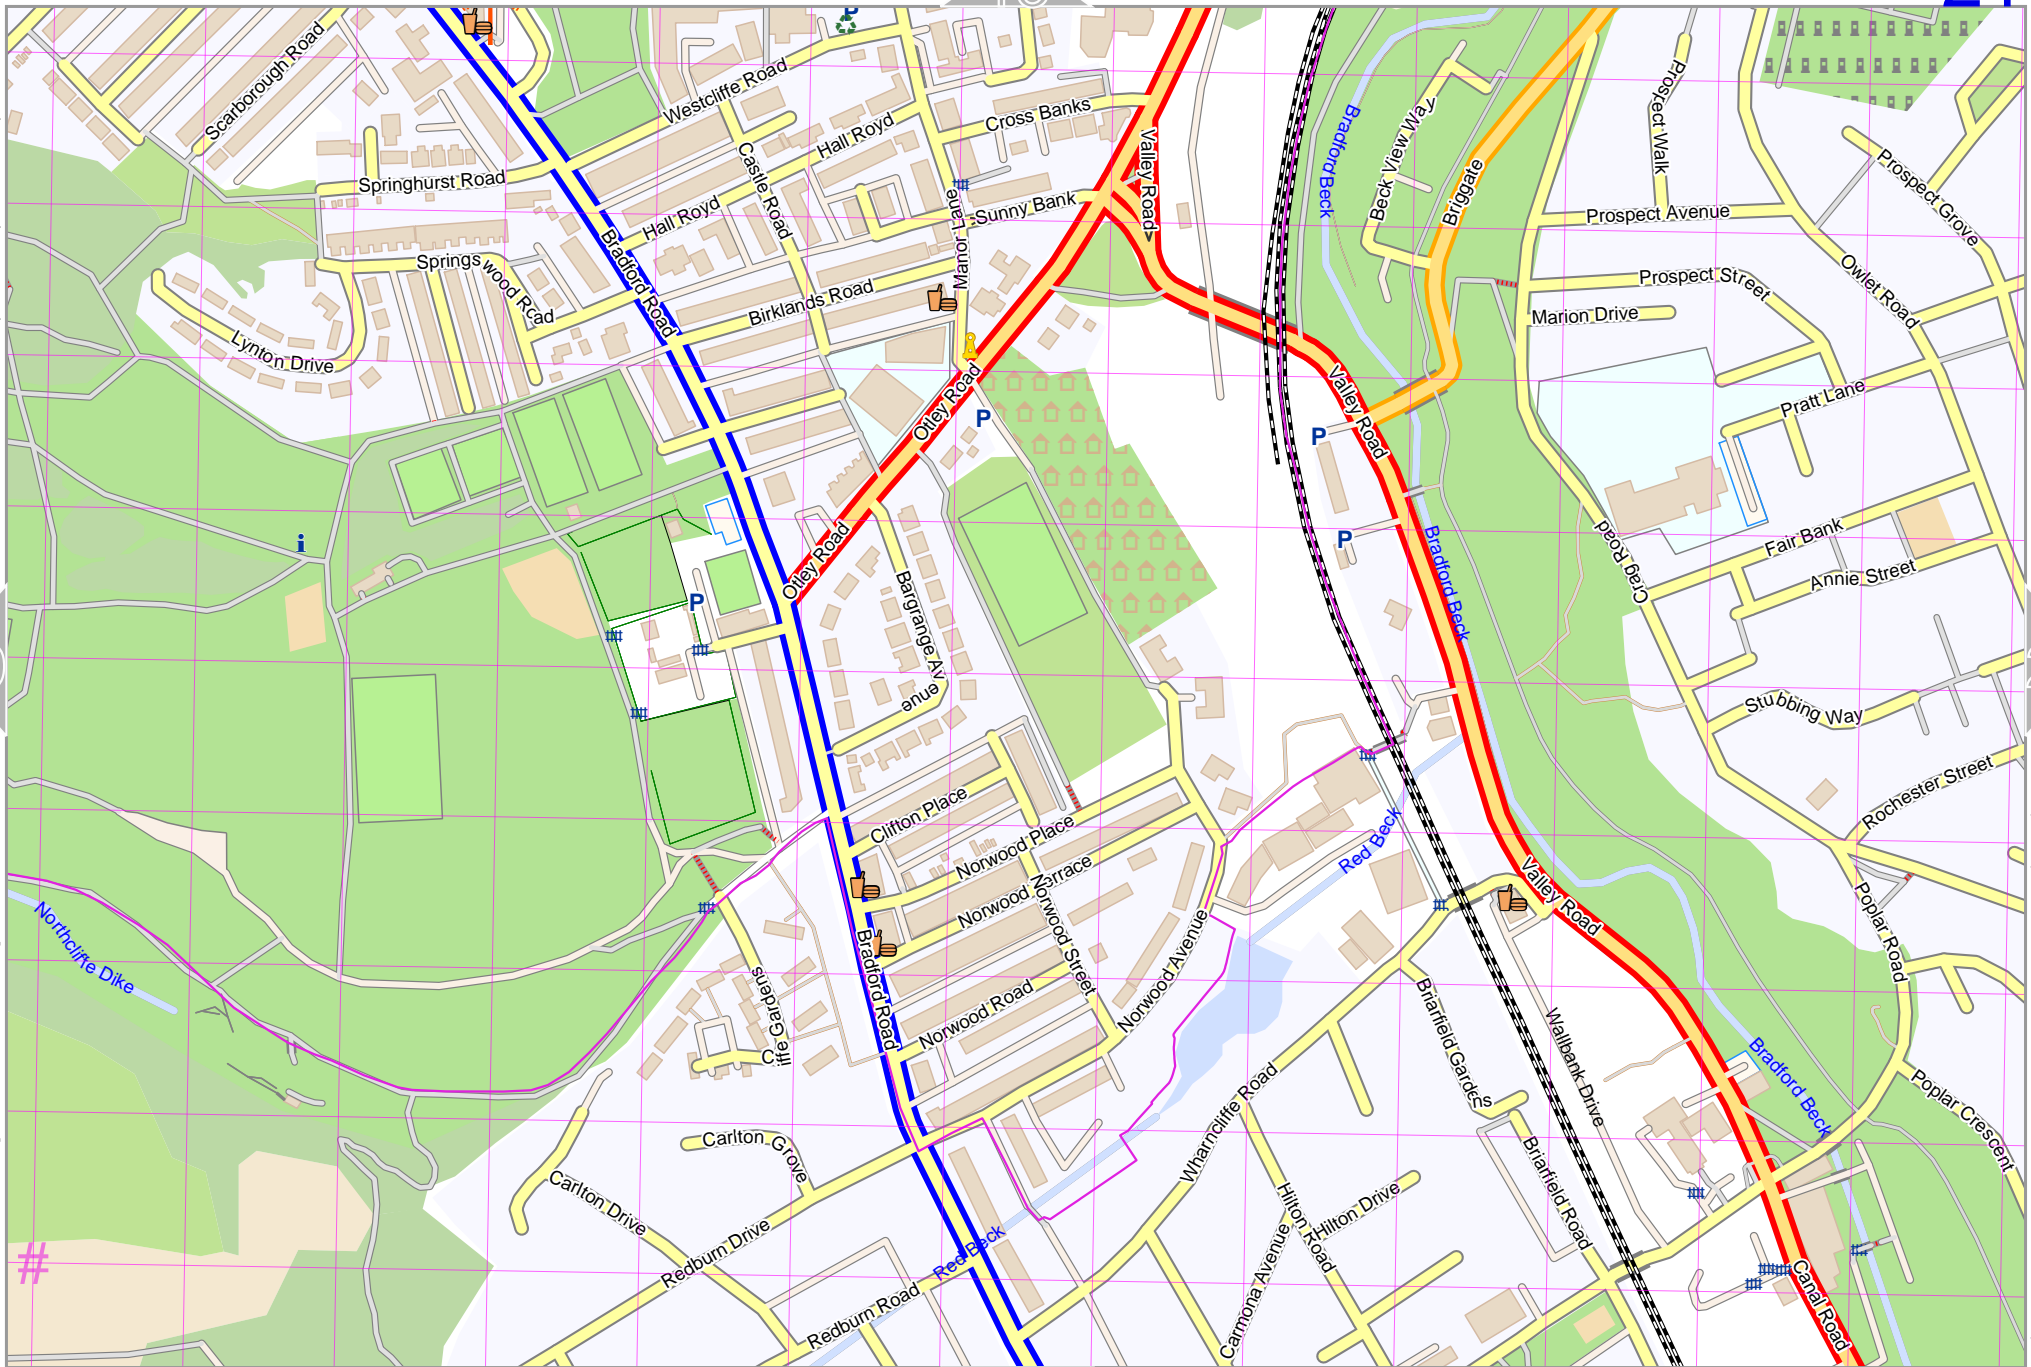 Scarborough Road
Westcliffe Road
P
Hall Royd
Cross Banks
Castle Road
Valley Road>
Bradford Beck
Beck View Way
Briggate
Prospect Walk
Prospect Grove
Springhurst Road
Hall Royd
Manor Lane
Sunny Bank
Prospect Avenue
Owlet Road
Springswood Road
Bradford Road
Birklands Road
Prospect Street
Marion Drive
Lynton Drive
Otley Road
P
Valley Road
P
Pratt Lane
i
Otley Road
P
Bradford Beck
Crag Road
Fair Bank
Annie Street
P
Bargrange Avenue
Stubbing Way
Rochester Street
Clifton Place
Norwood Place
Red Beck
Norwood Terrace
Norwood Street
Valley Road
Poplar Road
Northcliffe Dike
Bradford Road
Cliffe Gardens
Norwood Road
Norwood Avenue
Briarfield Gardens
Wallbank Drive
Bradford Beck
Wharncliffe Road
Poplar Crescent
Carlton Grove
Carlton Drive
Briarfield Road
Hilton Road
Hilton Drive
Redburn Drive
Red Beck
Carmona Avenue
Redburn Road
Canal Road
#